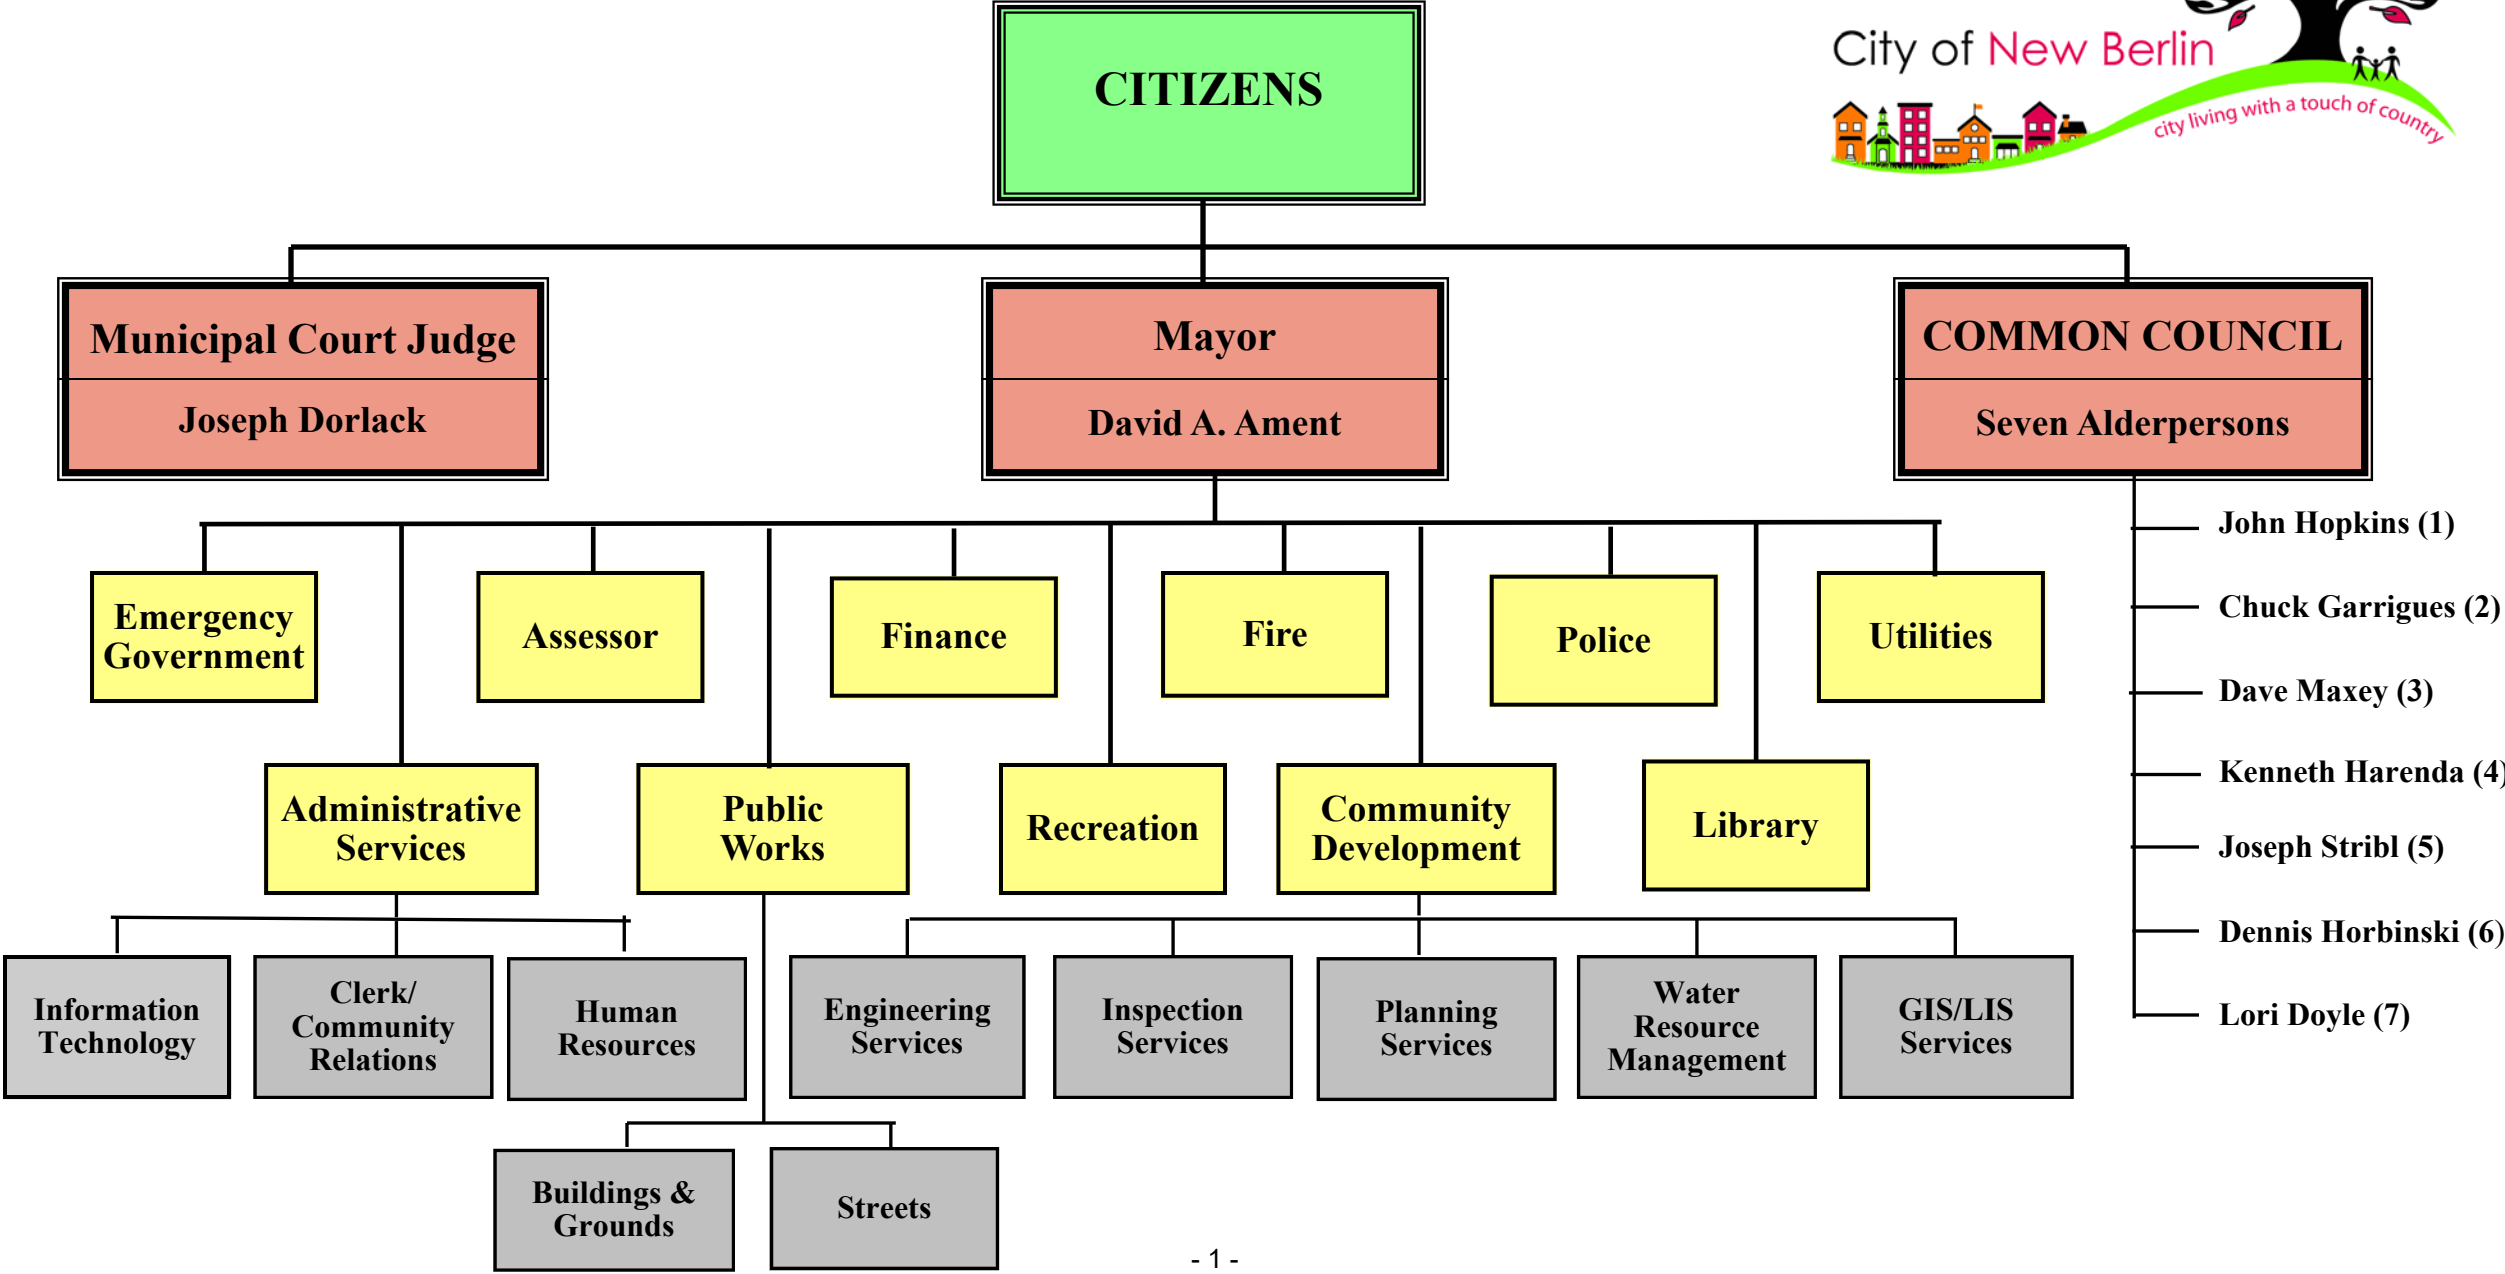 City of New Berlin
city living with a touch of country
CITIZENS
Municipal Court Judge
Joseph Dorlack
Mayor
David A. Ament
COMMON COUNCIL
Seven Alderpersons
John Hopkins (1)
Chuck Garrigues (2)
Dave Maxey (3)
Kenneth Harenda (4)
Joseph Stribl (5)
Dennis Horbinski (6)
Lori Doyle (7)
Emergency
Government
Assessor
Finance
Fire
Police
Utilities
Administrative
Services
Public
Works
Recreation
Community
Development
Library
Information
Technology
Clerk/
Community
Relations
Human
Resources
Engineering
Services
Inspection
Services
Planning
Services
Water
Resource
Management
GIS/LIS
Services
Buildings &
Grounds
Streets
- 1 -